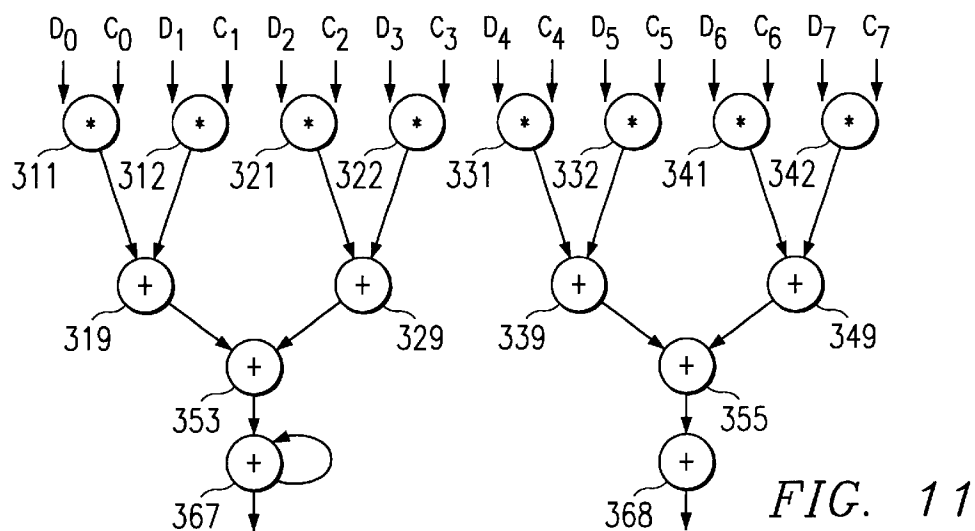 D0 C0 D1 C1 D2 C2 D3 C3 D4 C4 D5 C5 D6 C6 D7 C7
* * * * * * * *
311 312 321 322 331 332 341 342
+ + + +
319 329 339 349
+ +
353 355
+ +
367 368
FIG. 11